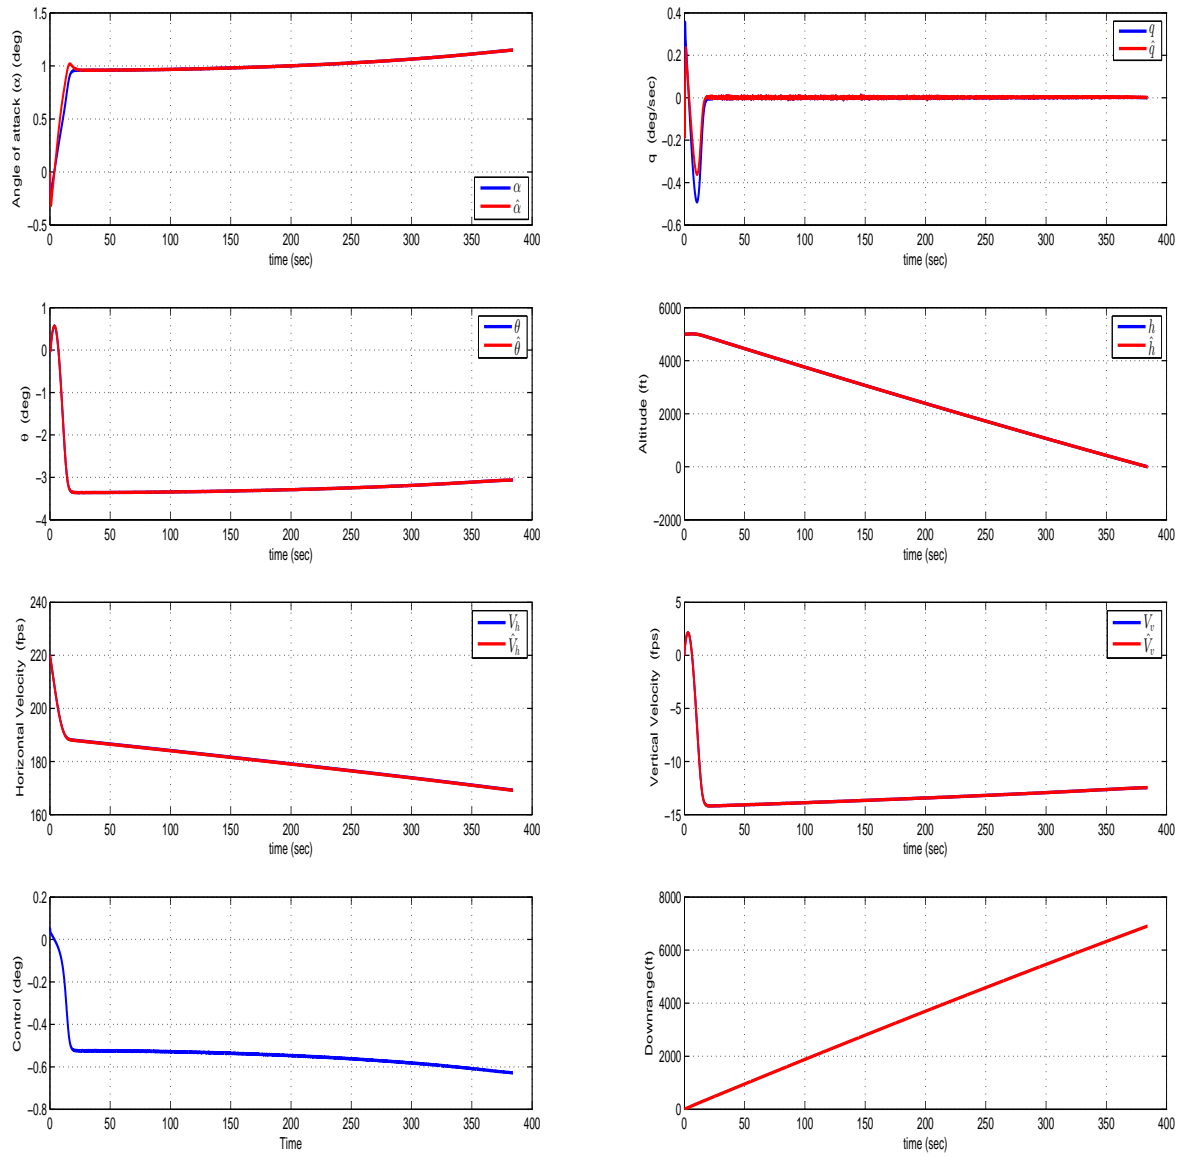 1.5
1
0.5
0
−0.5
Angle of attack (α) (deg)
α
α̂
0 50 100 150 200 250 300 350 400
time (sec)
0.4
0.2
0
−0.2
−0.4
−0.6
q (deg/sec)
q
q̂
0 50 100 150 200 250 300 350 400
time (sec)
1
0
−1
−2
−3
−4
θ (deg)
θ
θ̂
0 50 100 150 200 250 300 350 400
time (sec)
6000
4000
2000
0
−2000
Altitude (ft)
h
ĥ
0 50 100 150 200 250 300 350 400
time (sec)
240
220
200
180
160
Horizontal Velocity (fps)
V_h
V̂_h
0 50 100 150 200 250 300 350 400
time (sec)
5
0
−5
−10
−15
Vertical Velocity (fps)
V_v
V̂_v
0 50 100 150 200 250 300 350 400
time (sec)
0.2
0
−0.2
−0.4
−0.6
−0.8
Control (deg)
0 50 100 150 200 250 300 350 400
Time
8000
6000
4000
2000
0
Downrange(ft)
0 50 100 150 200 250 300 350 400
time (sec)